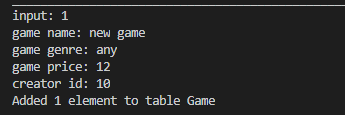 input: 1
game name: new game
game genre: any
game price: 12
creator id: 10
Added 1 element to table Game